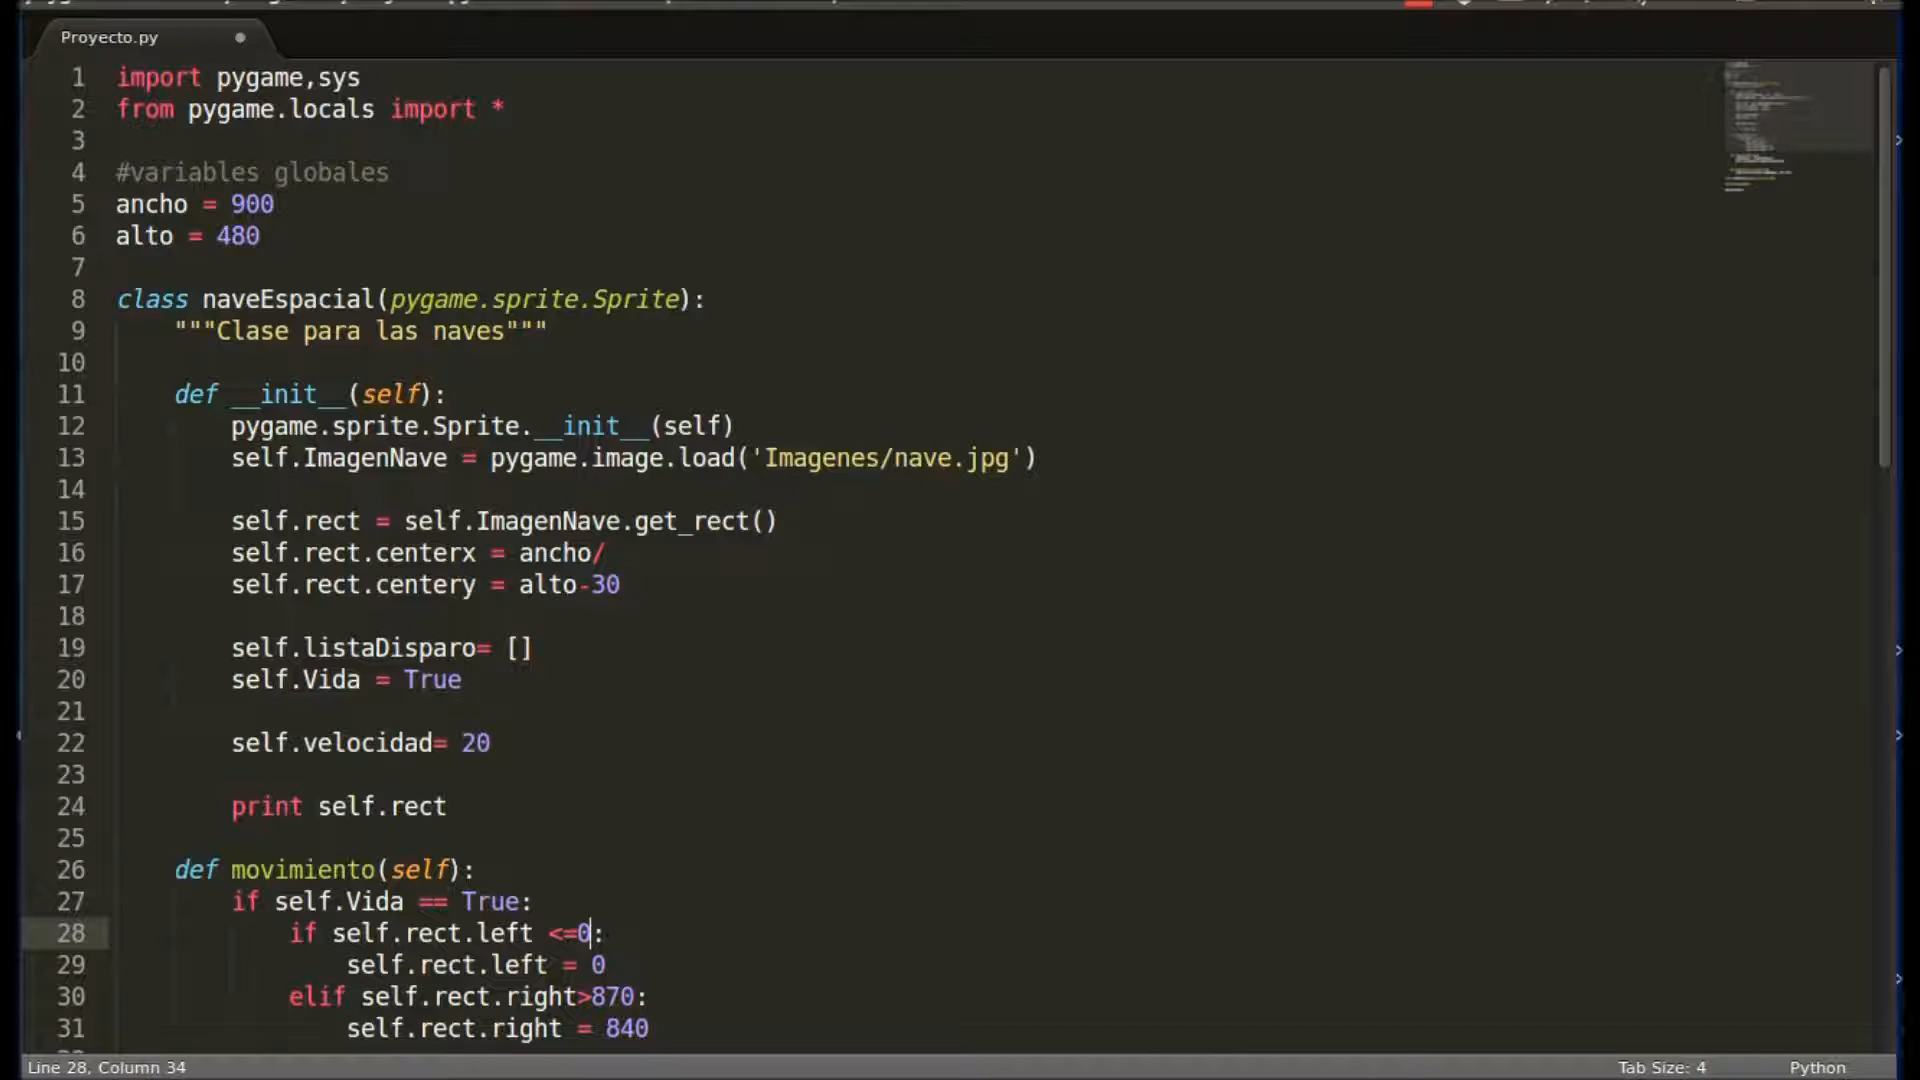 Proyecto.py
1 import pygame,sys
2 from pygame.locals import *
3
4 #variables globales
5 ancho = 900
6 alto = 480
7
8 class naveEspacial(pygame.sprite.Sprite):
9     """Clase para las naves"""
10
11     def __init__(self):
12         pygame.sprite.Sprite.__init__(self)
13         self.ImagenNave = pygame.image.load('Imagenes/nave.jpg')
14
15         self.rect = self.ImagenNave.get_rect()
16         self.rect.centerx = ancho/
17         self.rect.centery = alto-30
18
19         self.listaDisparo= []
20         self.Vida = True
21
22         self.velocidad= 20
23
24         print self.rect
25
26     def movimiento(self):
27         if self.Vida == True:
28             if self.rect.left <=0:
29                 self.rect.left = 0
30             elif self.rect.right>870:
31                 self.rect.right = 840
Line 28, Column 34
Tab Size: 4
Python